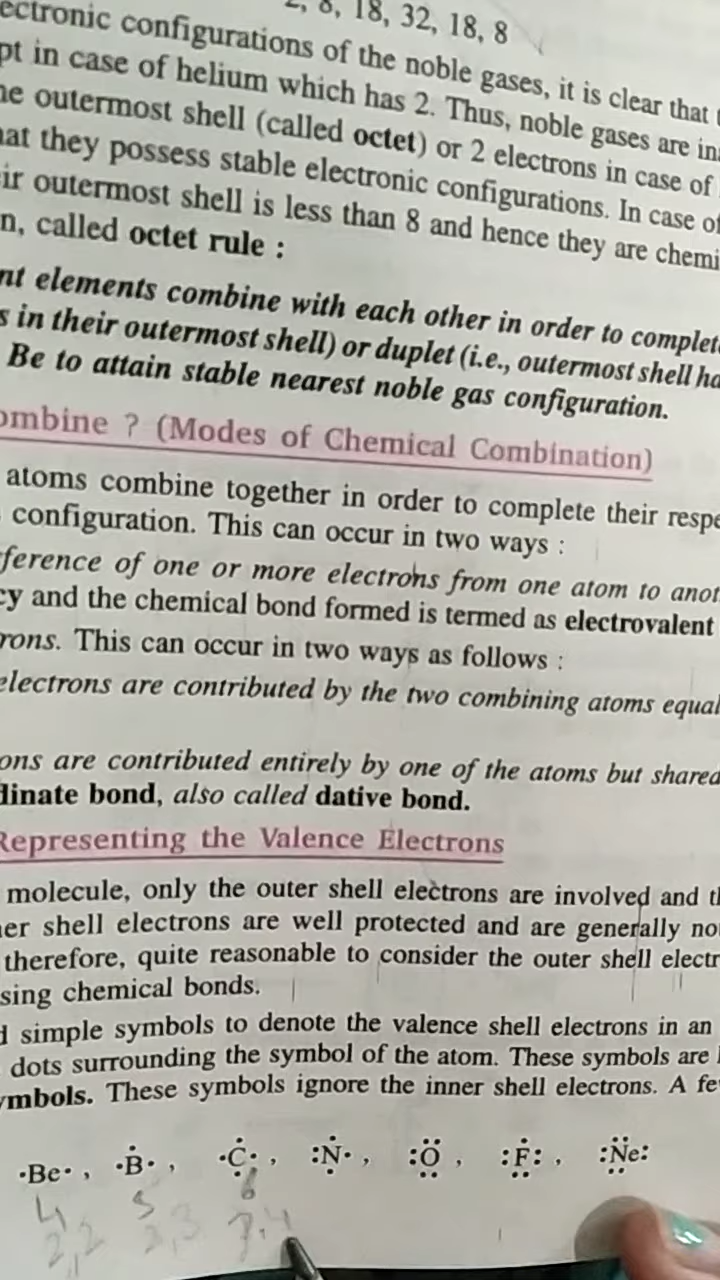 2, 8, 18, 32, 18, 8
ectronic configurations of the noble gases, it is clear that
pt in case of helium which has 2. Thus, noble gases are in
he outermost shell (called octet) or 2 electrons in case of
hat they possess stable electronic configurations. In case of
ir outermost shell is less than 8 and hence they are chemi
n, called octet rule :
nt elements combine with each other in order to complet
s in their outermost shell) or duplet (i.e., outermost shell ha
Be to attain stable nearest noble gas configuration.
ombine ? (Modes of Chemical Combination)
atoms combine together in order to complete their respe
configuration. This can occur in two ways :
ference of one or more electrons from one atom to anot
cy and the chemical bond formed is termed as electrovalent
rons. This can occur in two ways as follows :
electrons are contributed by the two combining atoms equal
ons are contributed entirely by one of the atoms but shared
dinate bond, also called dative bond.
Representing the Valence Electrons
molecule, only the outer shell electrons are involved and th
er shell electrons are well protected and are generally no
therefore, quite reasonable to consider the outer shell electr
sing chemical bonds.
d simple symbols to denote the valence shell electrons in an
dots surrounding the symbol of the atom. These symbols are
ymbols. These symbols ignore the inner shell electrons. A fe
·Be· , ·B· , ·C· , :N· , :O , :F: , :Ne:
4 5 6
2,2 2,3